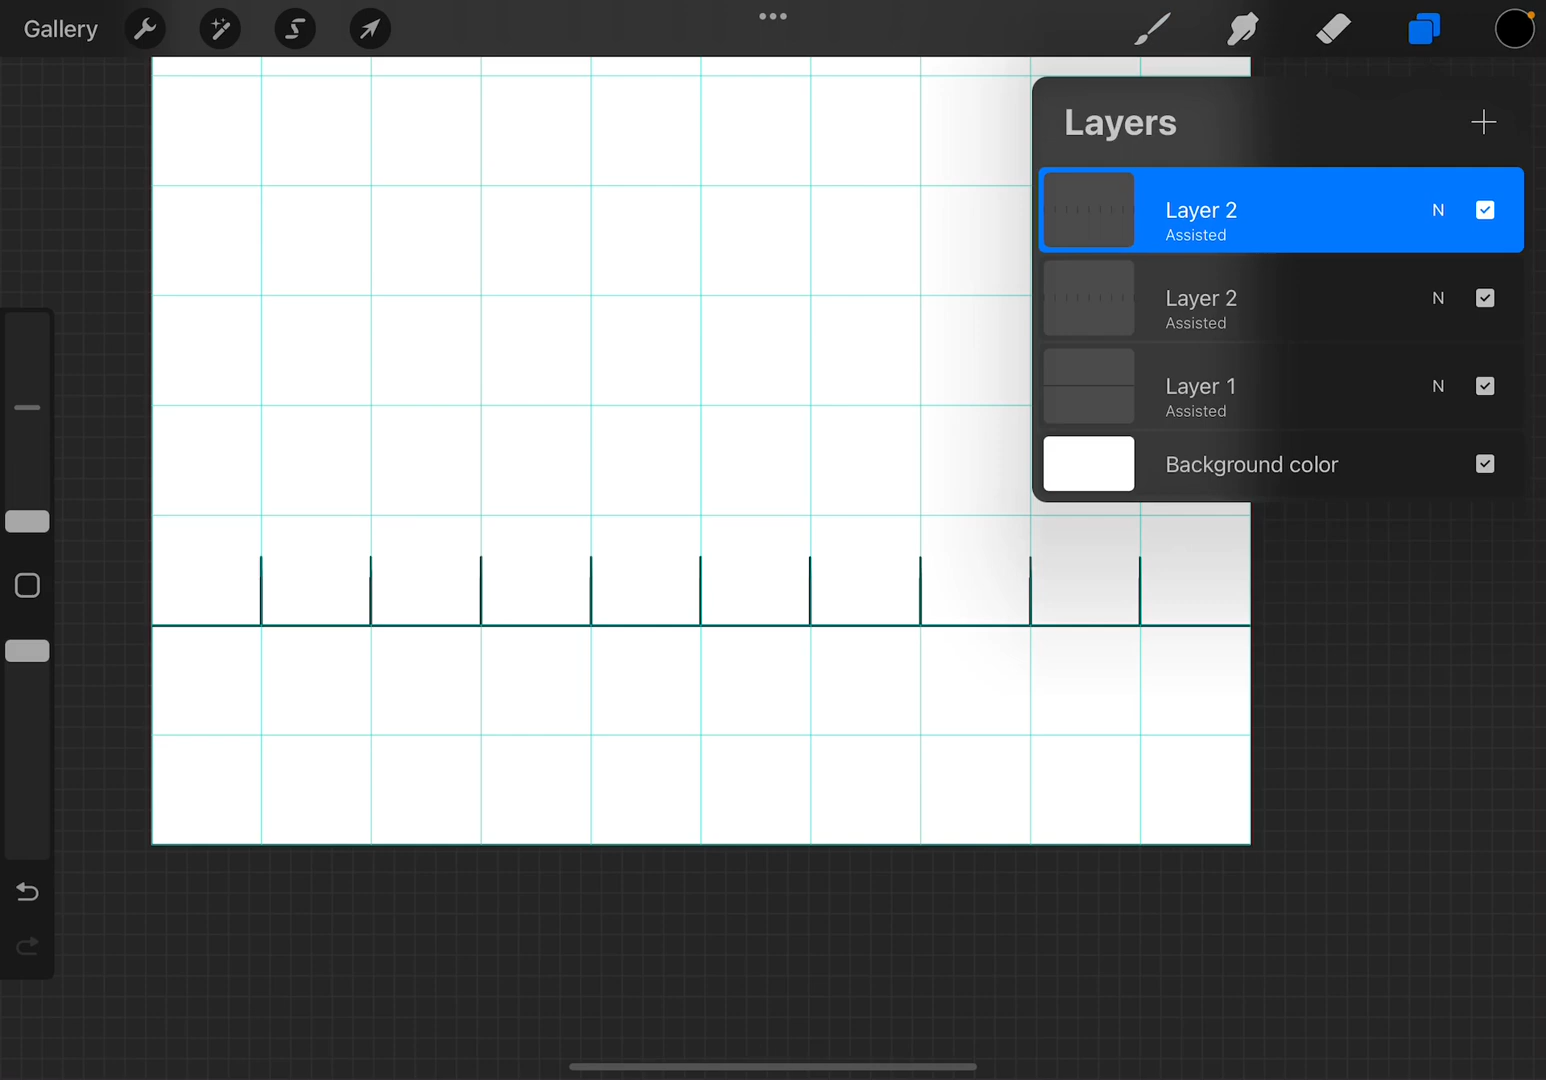 Gallery
Layers
Layer 2
N
Assisted
Layer 2
N
Assisted
Layer 1
N
Assisted
Background color